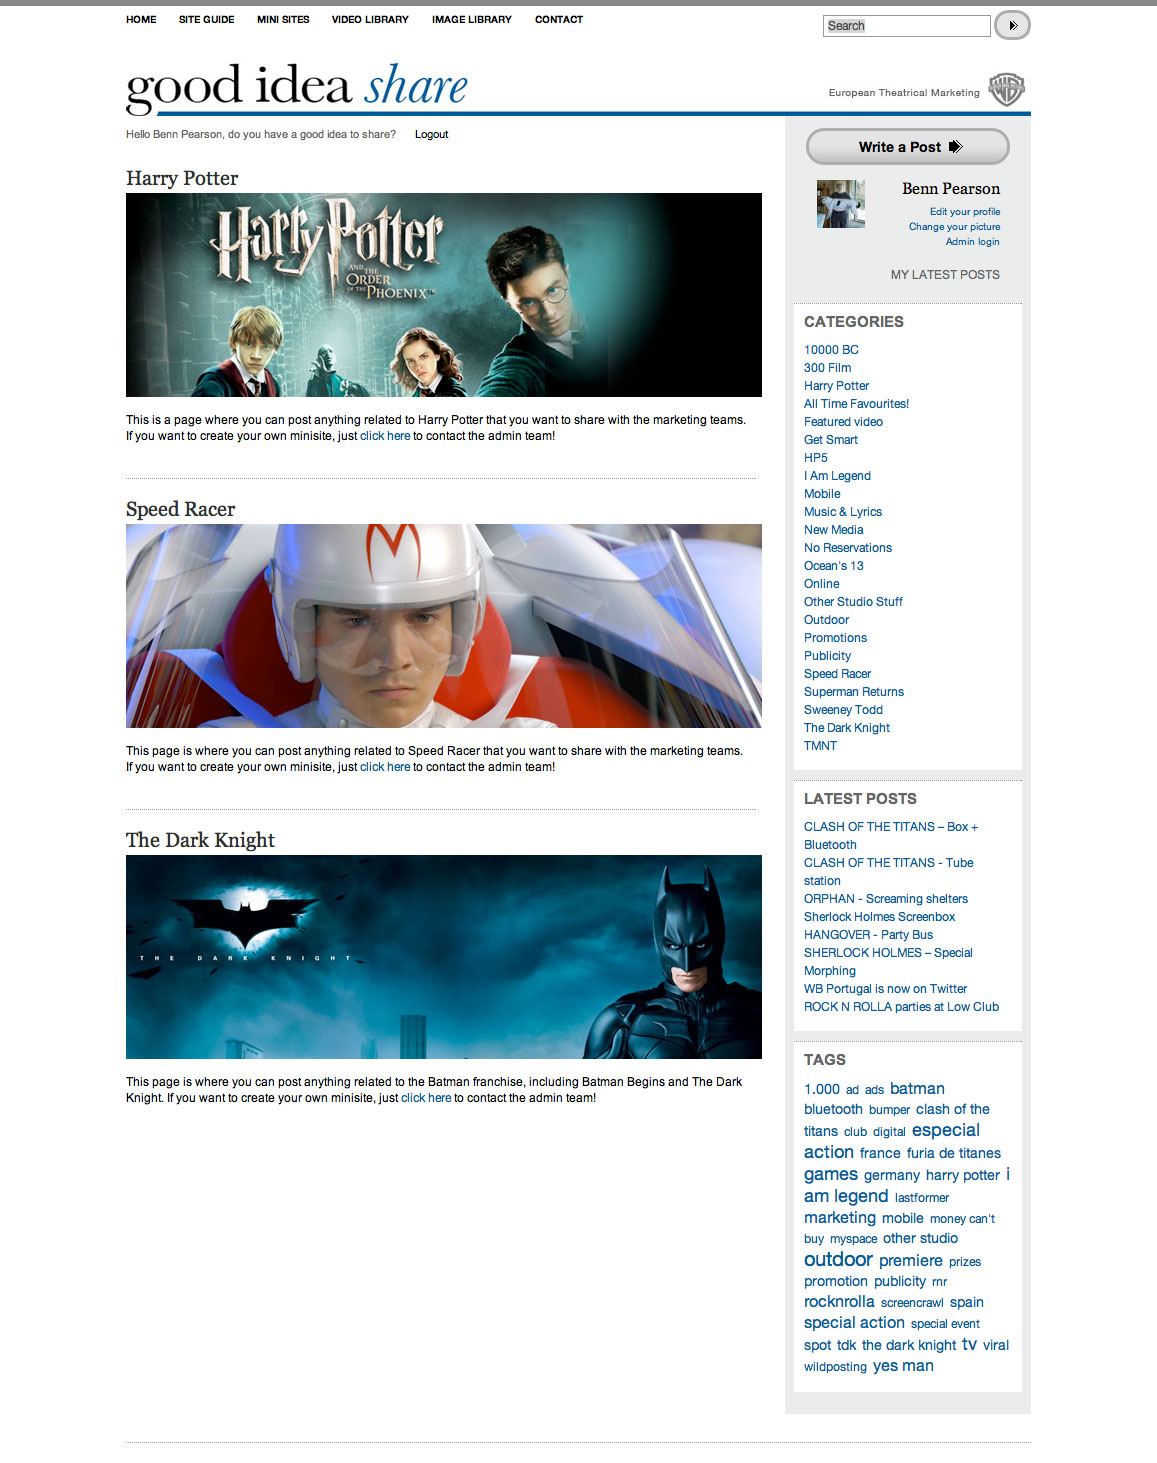 HOME SITE GUIDE MINI SITES VIDEO LIBRARY IMAGE LIBRARY CONTACT
Search
good idea share
European Theatrical Marketing
WB
Hello Benn Pearson, do you have a good idea to share? Logout
Harry Potter
Harry Potter
AND THE
ORDER
OF THE
PHOENIX
This is a page where you can post anything related to Harry Potter that you want to share with the marketing teams.
If you want to create your own minisite, just click here to contact the admin team!
Speed Racer
M
This page is where you can post anything related to Speed Racer that you want to share with the marketing teams.
If you want to create your own minisite, just click here to contact the admin team!
The Dark Knight
THE DARK KNIGHT
This page is where you can post anything related to the Batman franchise, including Batman Begins and The Dark
Knight. If you want to create your own minisite, just click here to contact the admin team!
Write a Post
Benn Pearson
Edit your profile
Change your picture
Admin login
MY LATEST POSTS
CATEGORIES
10000 BC
300 Film
Harry Potter
All Time Favourites!
Featured video
Get Smart
HP5
I Am Legend
Mobile
Music & Lyrics
New Media
No Reservations
Ocean's 13
Online
Other Studio Stuff
Outdoor
Promotions
Publicity
Speed Racer
Superman Returns
Sweeney Todd
The Dark Knight
TMNT
LATEST POSTS
CLASH OF THE TITANS – Box +
Bluetooth
CLASH OF THE TITANS - Tube
station
ORPHAN - Screaming shelters
Sherlock Holmes Screenbox
HANGOVER - Party Bus
SHERLOCK HOLMES – Special
Morphing
WB Portugal is now on Twitter
ROCK N ROLLA parties at Low Club
TAGS
1.000 ad ads batman
bluetooth bumper clash of the
titans club digital especial
action france furia de titanes
games germany harry potter i
am legend lastformer
marketing mobile money can't
buy myspace other studio
outdoor premiere prizes
promotion publicity rnr
rocknrolla screencrawl spain
special action special event
spot tdk the dark knight tv viral
wildposting yes man